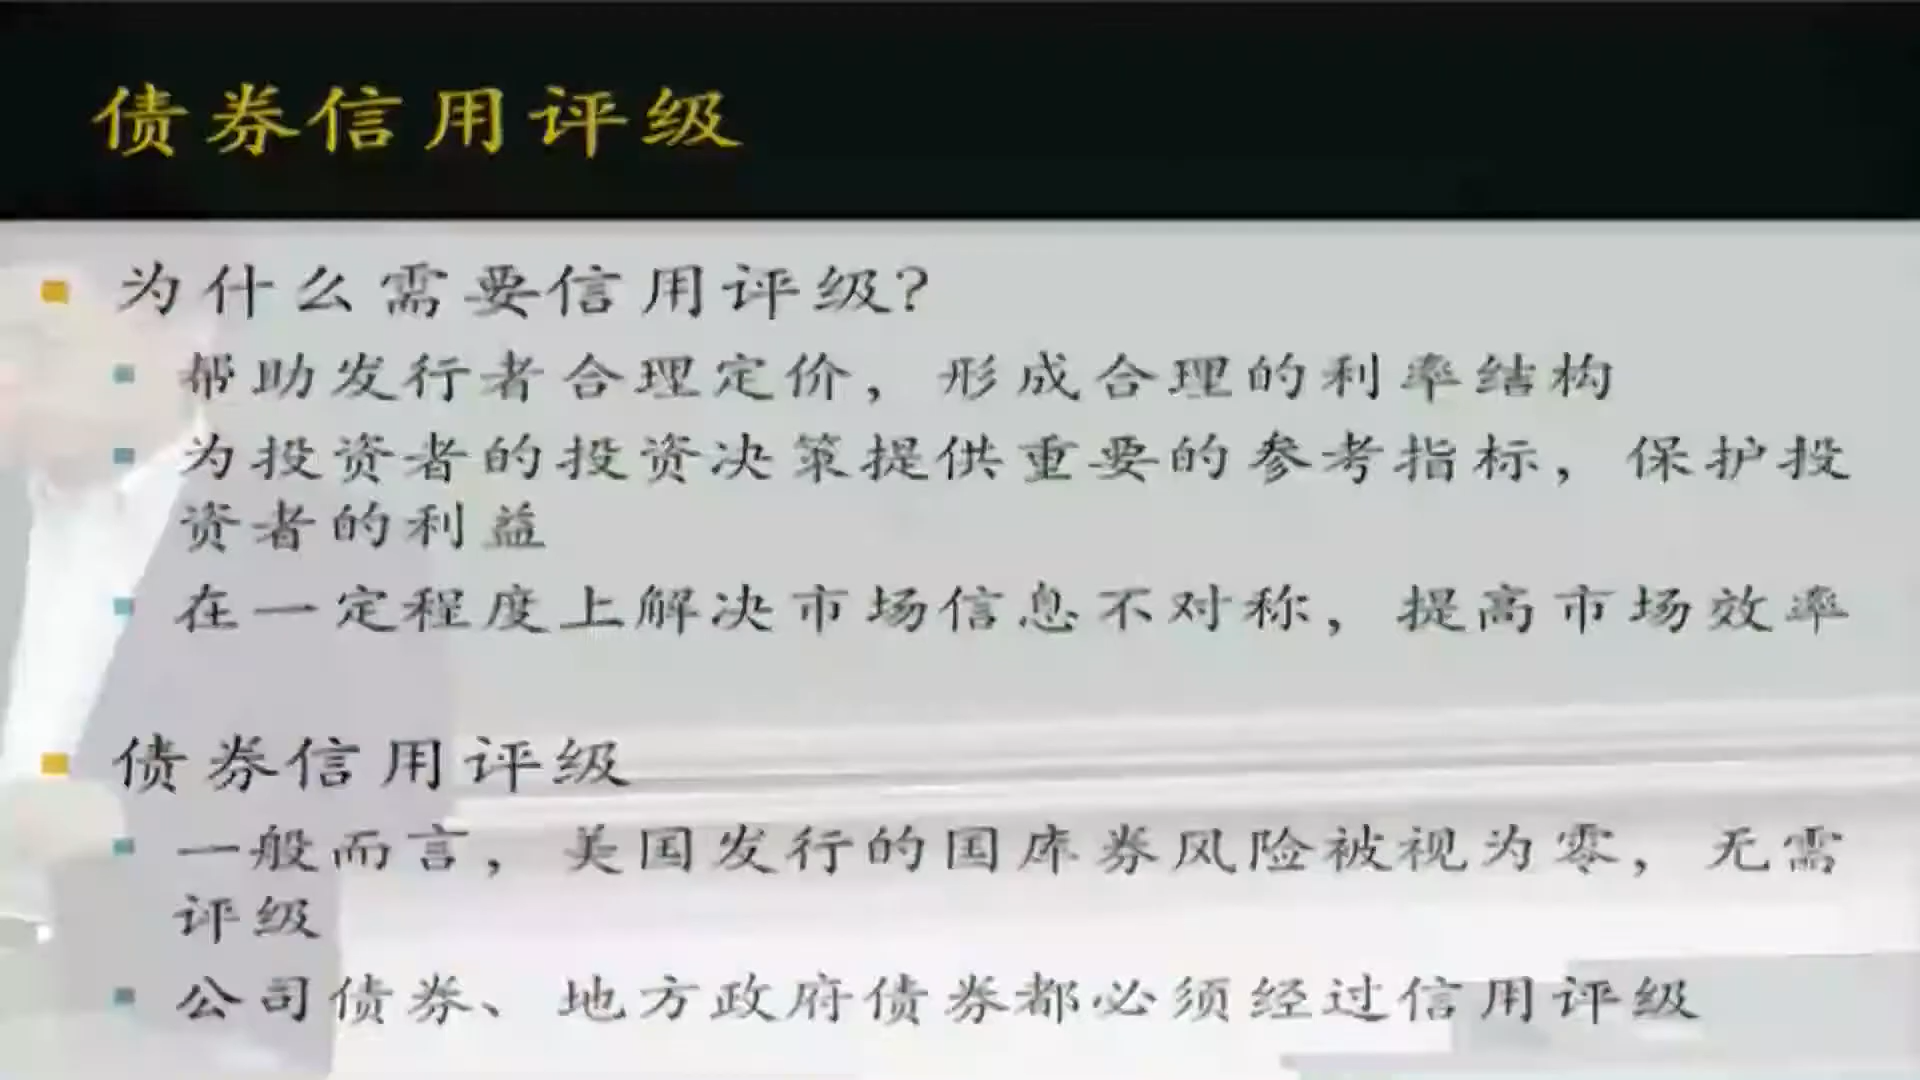 债券信用评级
为什么需要信用评级?
帮助发行者合理定价，形成合理的利率结构
为投资者的投资决策提供重要的参考指标，保护投
资者的利益
在一定程度上解决市场信息不对称，提高市场效率
债券信用评级
一般而言，美国发行的国库券风险被视为零，无需
评级
公司债券、地方政府债券都必须经过信用评级